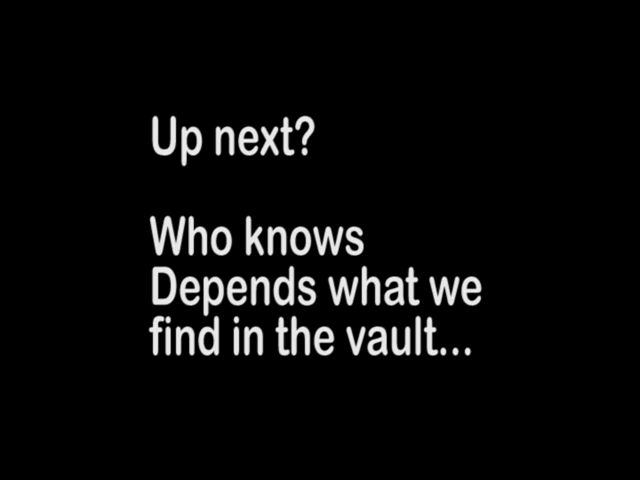 Up next?
Who knows
Depends what we
find in the vault...